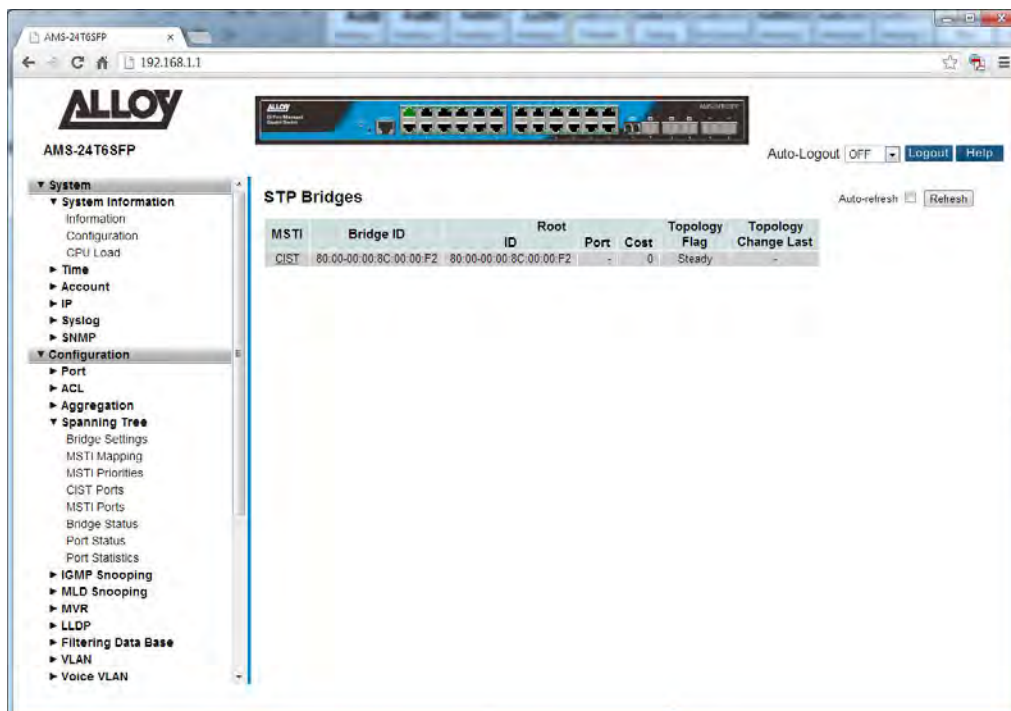 AMS-24T6SFP
192.168.1.1
ALLOY
ALLOY
AMS-24T6SFP
Auto-Logout OFF Logout Help
▼ System
▼ System Information
Information
Configuration
CPU Load
► Time
► Account
► IP
► Syslog
► SNMP
▼ Configuration
► Port
► ACL
► Aggregation
▼ Spanning Tree
Bridge Settings
MSTI Mapping
MSTI Priorities
CIST Ports
MSTI Ports
Bridge Status
Port Status
Port Statistics
► IGMP Snooping
► MLD Snooping
► MVR
► LLDP
► Filtering Data Base
► VLAN
► Voice VLAN
STP Bridges
Auto-refresh Refresh
MSTI Bridge ID Root Topology Flag Topology Change Last
ID Port Cost
CIST 80:00-00:00:8C:00:00:F2 80:00-00:00:8C:00:00:F2 - 0 Steady -